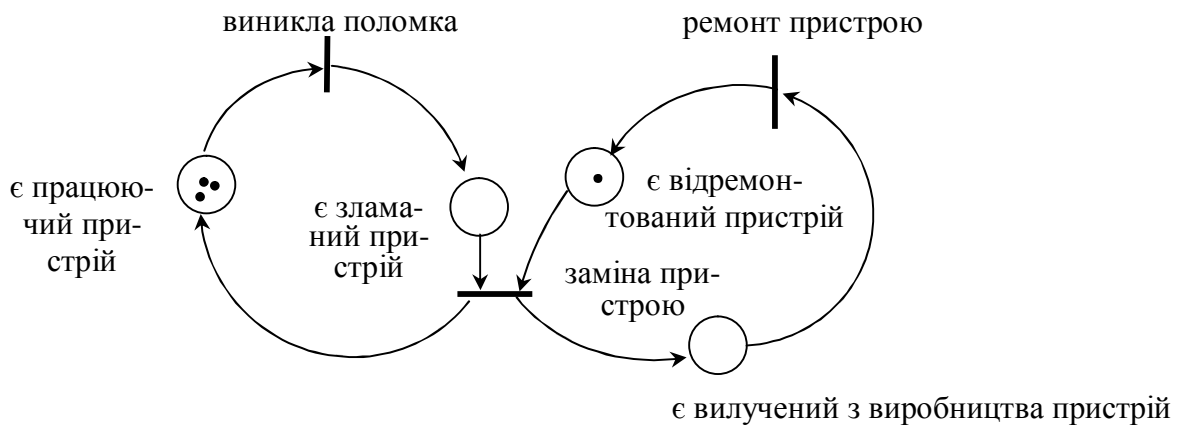 виникла поломка
ремонт пристрою
є працюю-
чий при-
стрій
є злама-
ний при-
стрій
є відремон-
тований пристрій
заміна при-
строю
є вилучений з виробництва пристрій